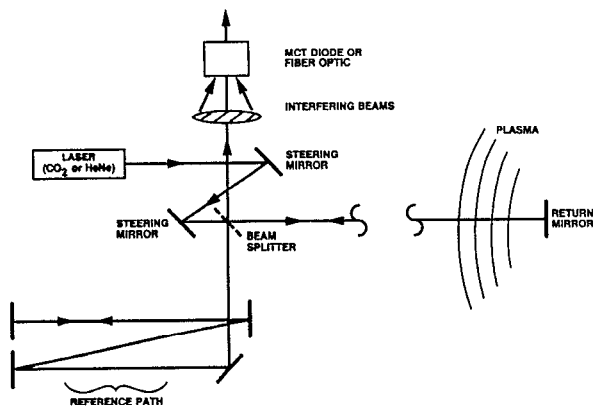 MCT DIODE OR
FIBER OPTIC
INTERFERING BEAMS
LASER
(CO2 or HeNe)
STEERING
MIRROR
PLASMA
STEERING
MIRROR
BEAM
SPLITTER
RETURN
MIRROR
REFERENCE PATH